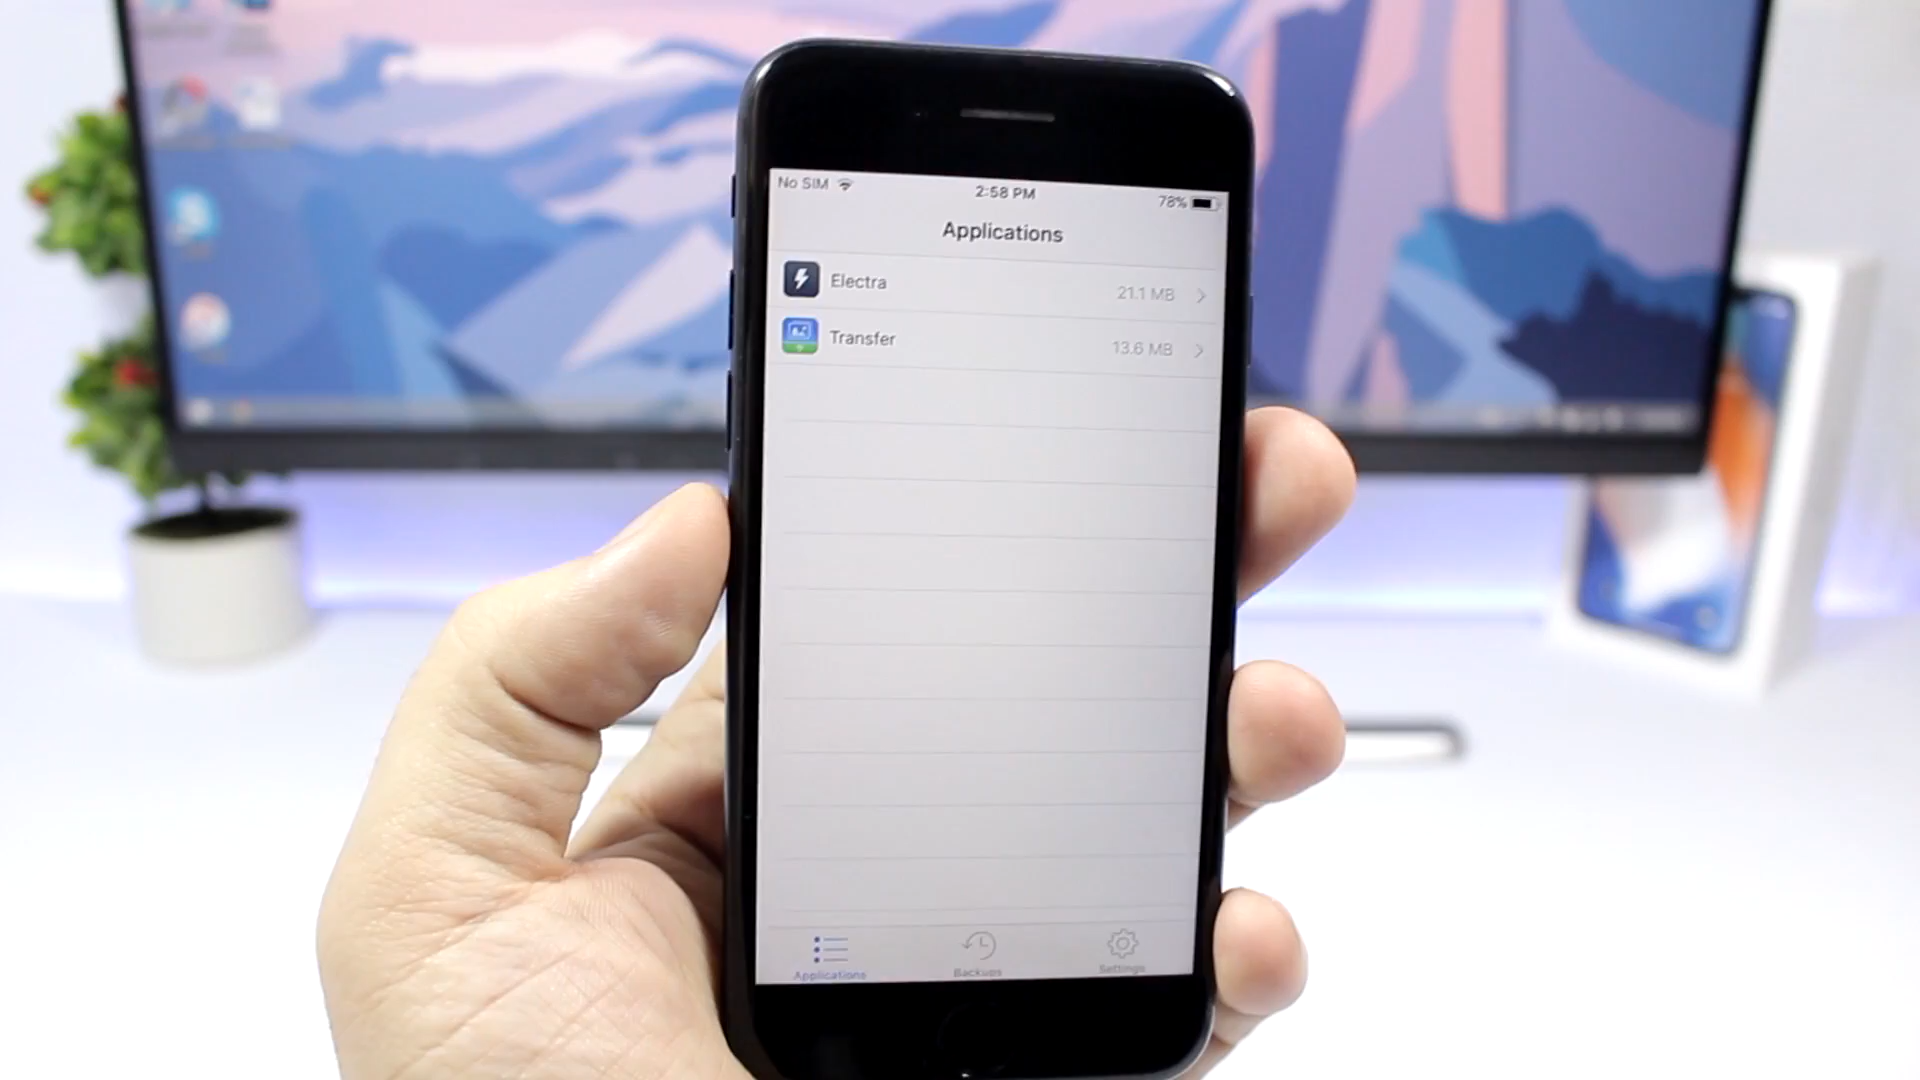 No SIM 2:58 PM 78%
Applications
Electra 21.1 MB
Transfer 13.6 MB
Applications Backups Settings